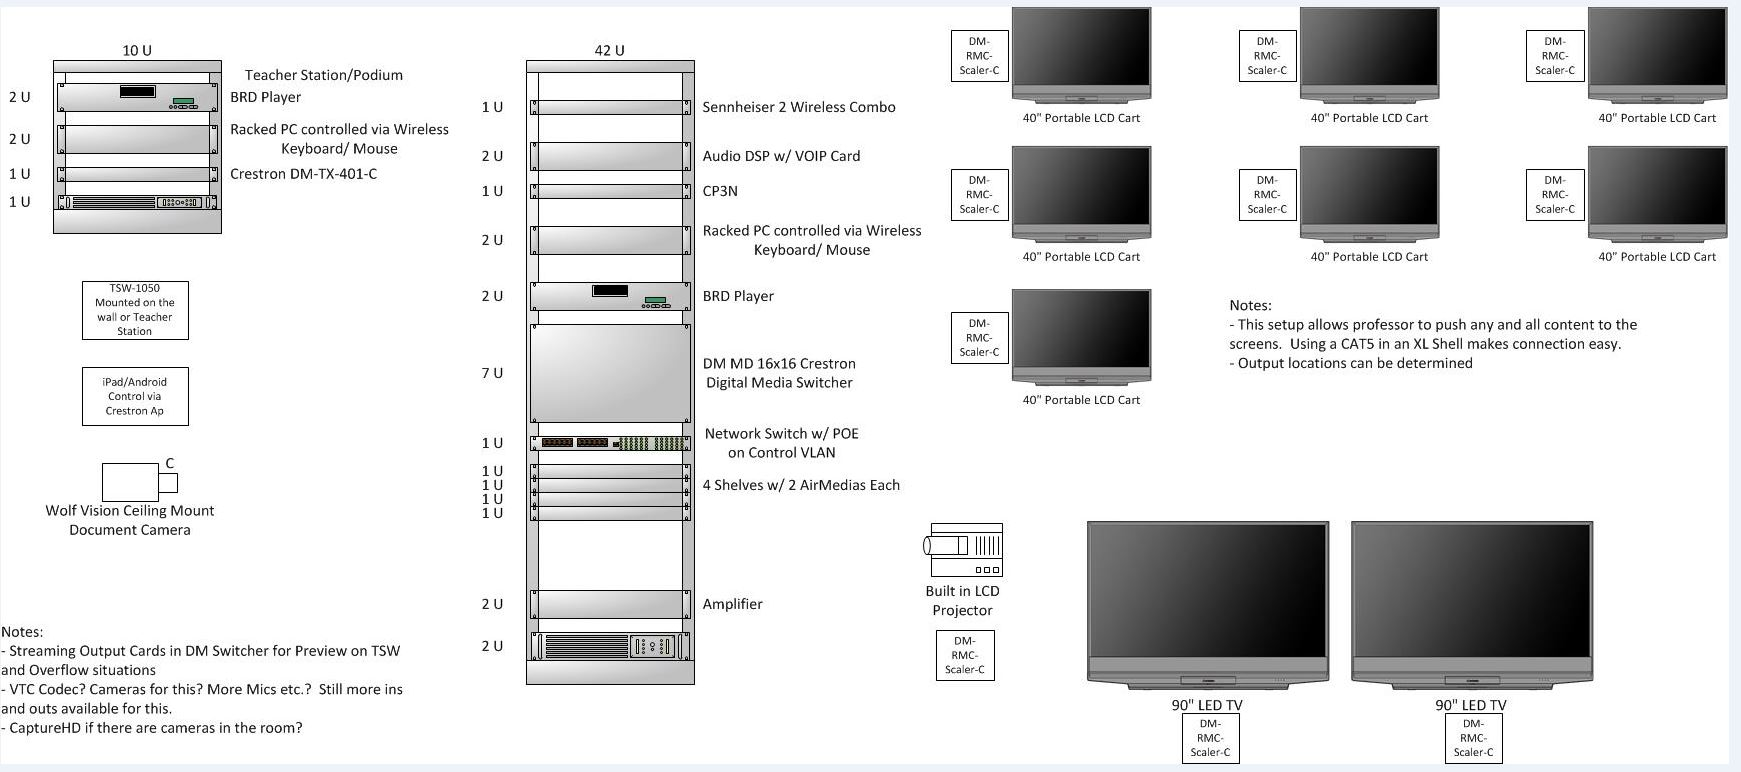 10 U
Teacher Station/Podium
2 U
BRD Player
2 U
Racked PC controlled via Wireless
Keyboard/ Mouse
1 U
Crestron DM-TX-401-C
1 U
TSW-1050
Mounted on the
wall or Teacher
Station
iPad/Android
Control via
Crestron Ap
C
Wolf Vision Ceiling Mount
Document Camera
Notes:
- Streaming Output Cards in DM Switcher for Preview on TSW
and Overflow situations
- VTC Codec? Cameras for this? More Mics etc.?  Still more ins
and outs available for this.
- CaptureHD if there are cameras in the room?
42 U
1 U
Sennheiser 2 Wireless Combo
2 U
Audio DSP w/ VOIP Card
1 U
CP3N
2 U
Racked PC controlled via Wireless
Keyboard/ Mouse
2 U
BRD Player
7 U
DM MD 16x16 Crestron
Digital Media Switcher
1 U
Network Switch w/ POE
on Control VLAN
1 U
1 U
1 U
1 U
4 Shelves w/ 2 AirMedias Each
2 U
Amplifier
2 U
DM-
RMC-
Scaler-C
40" Portable LCD Cart
DM-
RMC-
Scaler-C
40" Portable LCD Cart
DM-
RMC-
Scaler-C
40" Portable LCD Cart
DM-
RMC-
Scaler-C
40" Portable LCD Cart
DM-
RMC-
Scaler-C
40" Portable LCD Cart
DM-
RMC-
Scaler-C
40" Portable LCD Cart
DM-
RMC-
Scaler-C
40" Portable LCD Cart
Notes:
- This setup allows professor to push any and all content to the
screens.  Using a CAT5 in an XL Shell makes connection easy.
- Output locations can be determined
Built in LCD
Projector
DM-
RMC-
Scaler-C
90" LED TV
DM-
RMC-
Scaler-C
90" LED TV
DM-
RMC-
Scaler-C